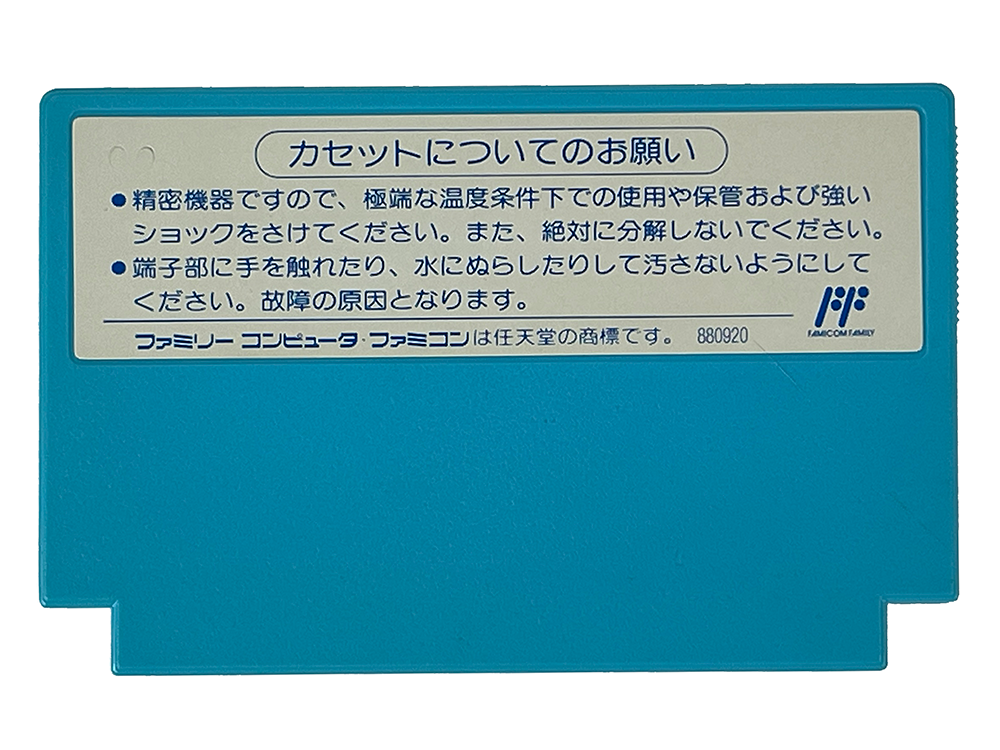 カセットについてのお願い
●精密機器ですので、極端な温度条件下での使用や保管および強い
ショックをさけてください。また、絶対に分解しないでください。
●端子部に手を触れたり、水にぬらしたりして汚さないようにして
ください。故障の原因となります。
FAMICOM FAMILY
ファミリー コンピュータ・ファミコンは任天堂の商標です。 880920